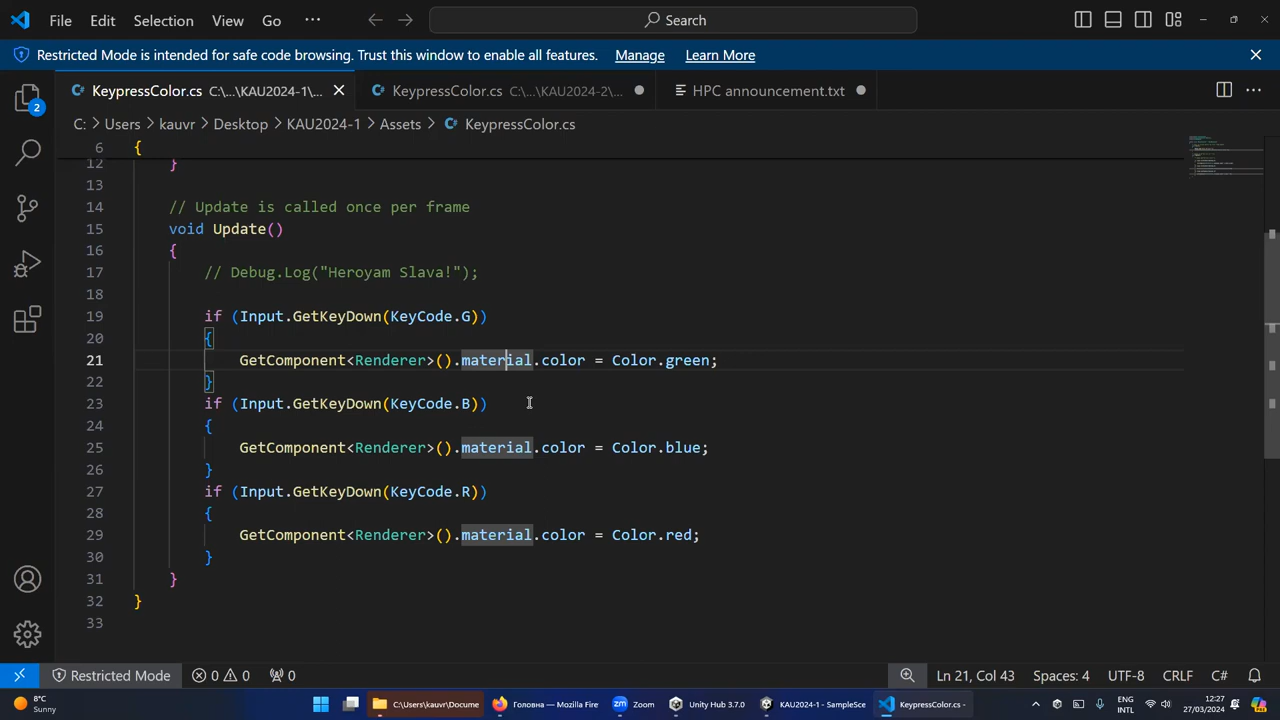 File Edit Selection View Go ··· Search
Restricted Mode is intended for safe code browsing. Trust this window to enable all features. Manage Learn More
KeypressColor.cs C:\...\KAU2024-1\... KeypressColor.cs C:\...\KAU2024-2\... HPC announcement.txt
2
C: > Users > kauvr > Desktop > KAU2024-1 > Assets > KeypressColor.cs
6 {
12 }
13
14 // Update is called once per frame
15 void Update()
16 {
17 // Debug.Log("Heroyam Slava!");
18
19 if (Input.GetKeyDown(KeyCode.G))
20 {
21 GetComponent<Renderer>().material.color = Color.green;
22 }
23 if (Input.GetKeyDown(KeyCode.B))
24 {
25 GetComponent<Renderer>().material.color = Color.blue;
26 }
27 if (Input.GetKeyDown(KeyCode.R))
28 {
29 GetComponent<Renderer>().material.color = Color.red;
30 }
31 }
32 }
33
Restricted Mode 0 0 0 Ln 21, Col 43 Spaces: 4 UTF-8 CRLF C#
8°C
Sunny
C:\Users\kauvr\Docume
Головна — Mozilla Fire
Zoom
Unity Hub 3.7.0
KAU2024-1 - SampleSce
KeypressColor.cs -
ENG
INTL
12:27
27/03/2024